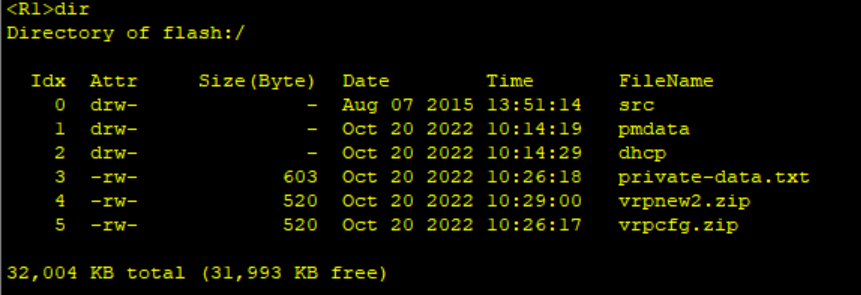 <R1>dir
Directory of flash:/
Idx Attr Size(Byte) Date Time FileName
0 drw- - Aug 07 2015 13:51:14 src
1 drw- - Oct 20 2022 10:14:19 pmdata
2 drw- - Oct 20 2022 10:14:29 dhcp
3 -rw- 603 Oct 20 2022 10:26:18 private-data.txt
4 -rw- 520 Oct 20 2022 10:29:00 vrpnew2.zip
5 -rw- 520 Oct 20 2022 10:26:17 vrpcfg.zip
32,004 KB total (31,993 KB free)